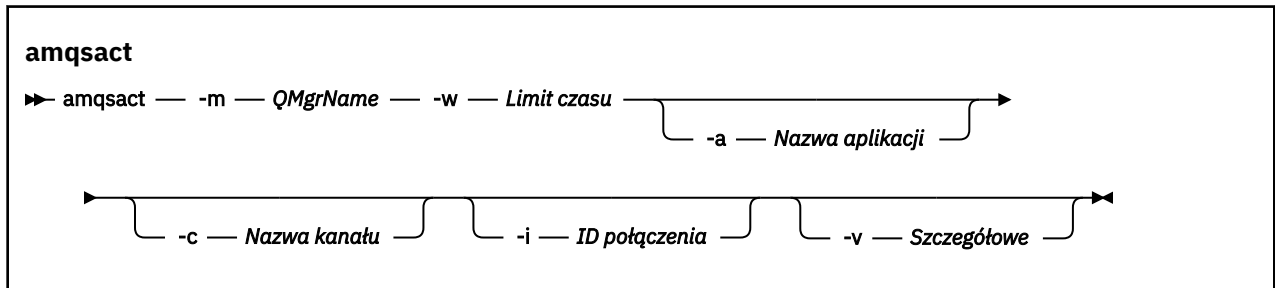 amqsact
amqsact -m QMgrName -w Limit czasu
-a Nazwa aplikacji
-c Nazwa kanału -i ID połączenia -v Szczegółowe